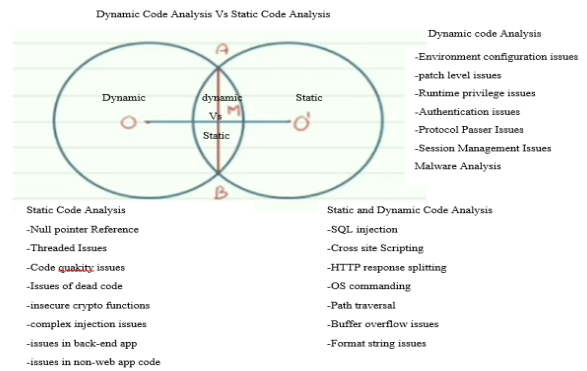 Dynamic Code Analysis Vs Static Code Analysis
Dynamic code Analysis
-Environment configuration issues
-patch level issues
-Runtime privilege issues
-Authentication issues
-Protocol Passer Issues
-Session Management Issues
Malware Analysis
A
Dynamic
dynamic
Vs
Static
Static
M
O
O'
B
Static Code Analysis
-Null pointer Reference
-Threaded Issues
-Code quakity issues
-Issues of dead code
-insecure crypto functions
-complex injection issues
-issues in back-end app
-issues in non-web app code
Static and Dynamic Code Analysis
-SQL injection
-Cross site Scripting
-HTTP response splitting
-OS commanding
-Path traversal
-Buffer overflow issues
-Format string issues